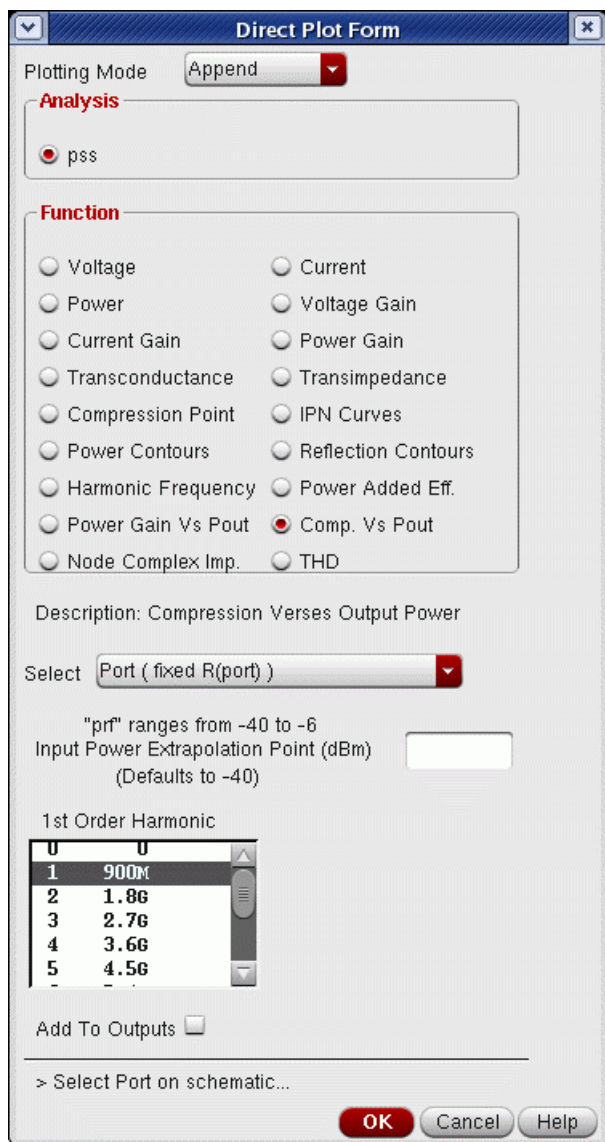 Direct Plot Form
Plotting Mode Append
Analysis
pss
Function
Voltage Current
Power Voltage Gain
Current Gain Power Gain
Transconductance Transimpedance
Compression Point IPN Curves
Power Contours Reflection Contours
Harmonic Frequency Power Added Eff.
Power Gain Vs Pout Comp. Vs Pout
Node Complex Imp. THD
Description: Compression Verses Output Power
Select Port ( fixed R(port) )
"prf" ranges from -40 to -6
Input Power Extrapolation Point (dBm)
(Defaults to -40)
1st Order Harmonic
0 0
1 900M
2 1.8G
3 2.7G
4 3.6G
5 4.5G
Add To Outputs
> Select Port on schematic...
OK Cancel Help